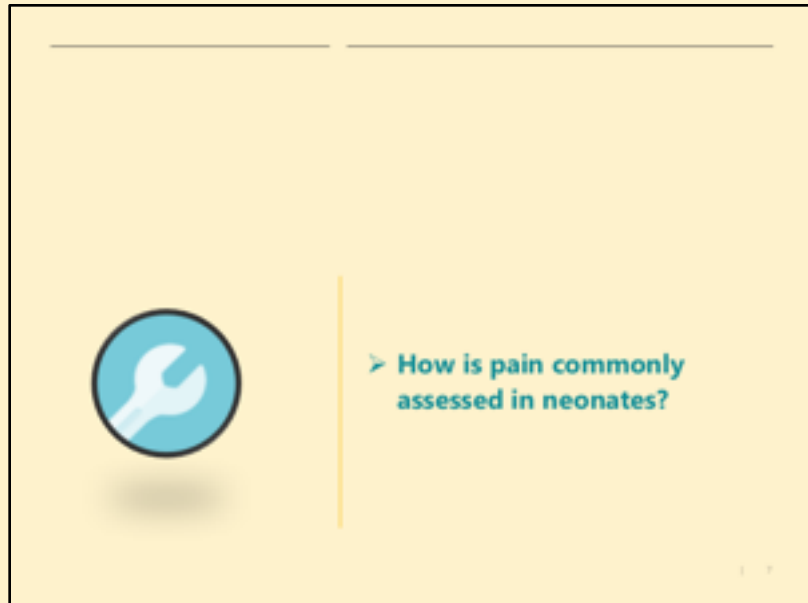 ➢ How is pain commonly
assessed in neonates?